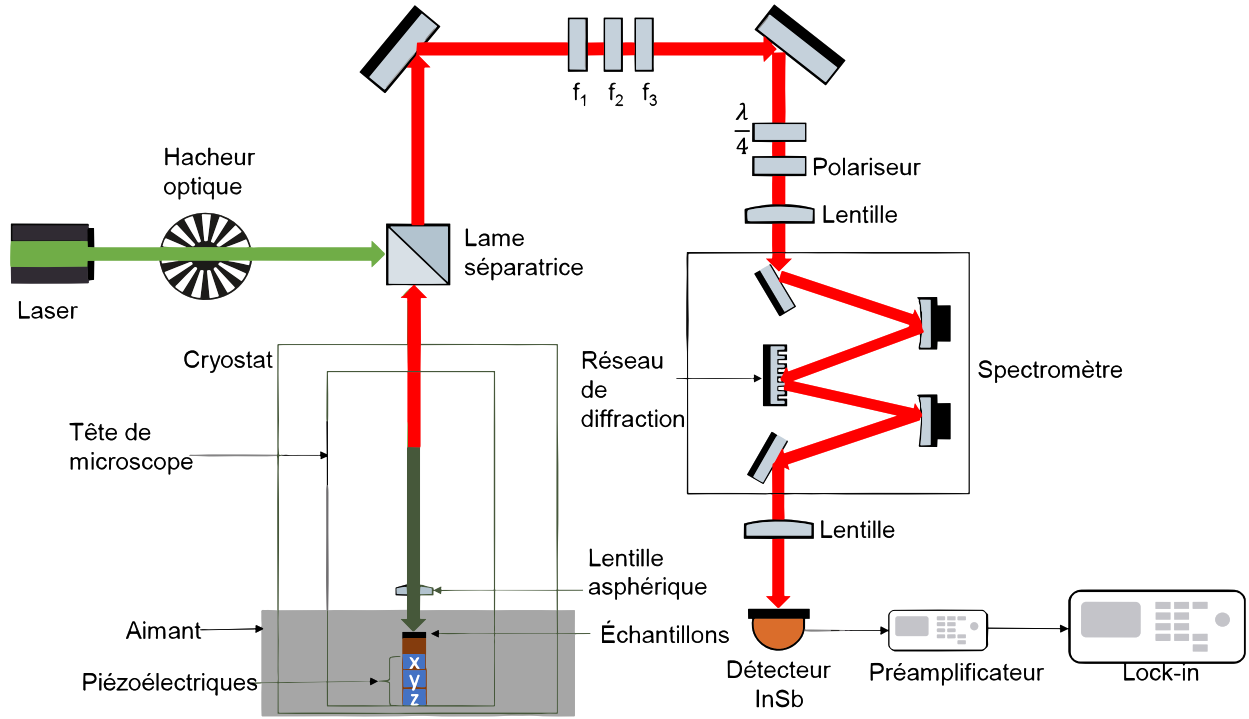 f1 f2 f3
λ/4
Polariseur
Hacheur
optique
Lentille
Lame
séparatrice
Laser
Cryostat
Réseau
de
diffraction
Spectromètre
Tête de
microscope
Lentille
Lentille
asphérique
Aimant
Échantillons
x
y
z
Piézoélectriques
Détecteur
InSb
Préamplificateur
Lock-in